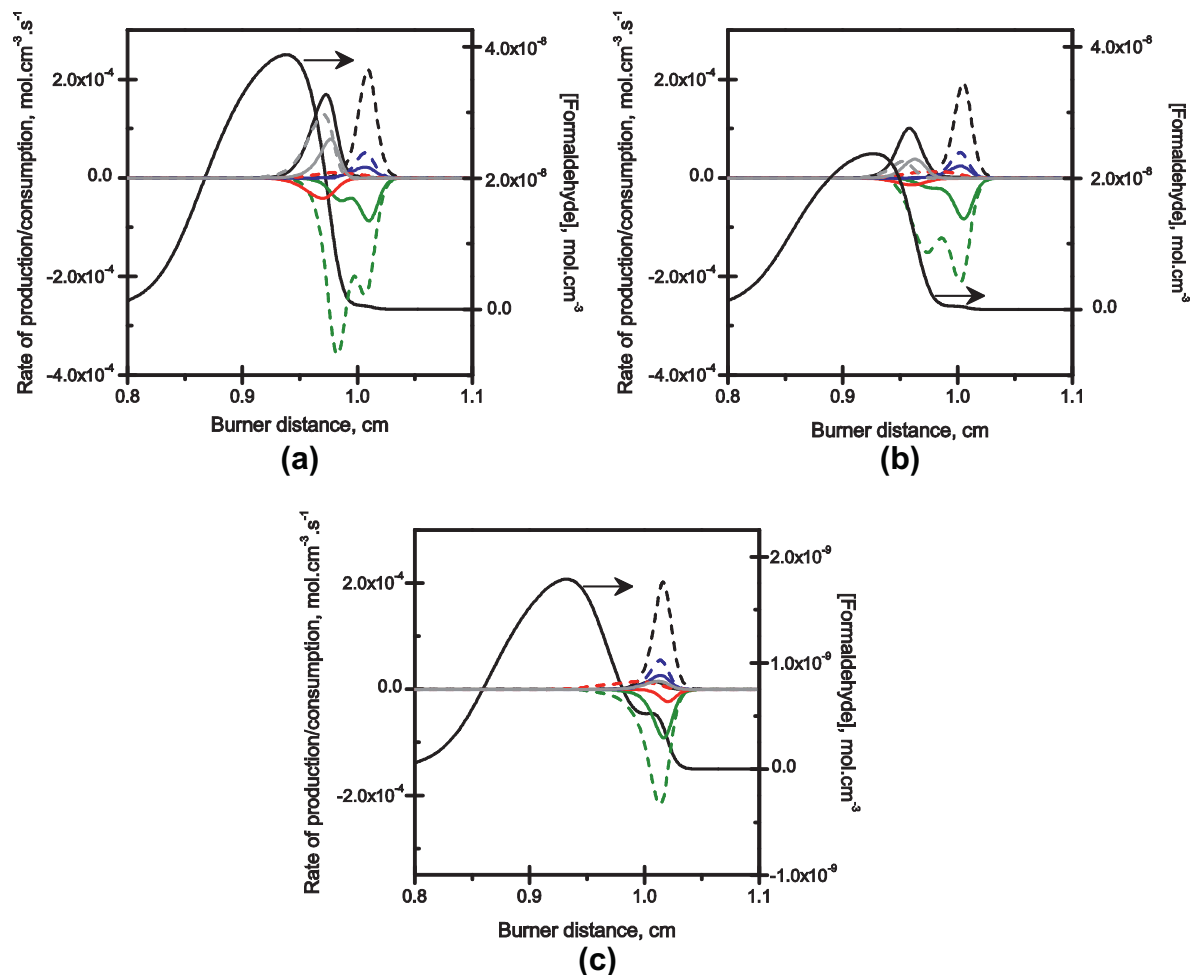 Rate of production/consumption, mol.cm⁻³.s⁻¹
2.0x10⁻⁴
0.0
-2.0x10⁻⁴
-4.0x10⁻⁴
0.8
0.9
1.0
1.1
Burner distance, cm
4.0x10⁻⁸
2.0x10⁻⁸
0.0
[Formaldehyde], mol.cm⁻³
(a)
Rate of production/consumption, mol.cm⁻³.s⁻¹
2.0x10⁻⁴
0.0
-2.0x10⁻⁴
-4.0x10⁻⁴
0.8
0.9
1.0
1.1
Burner distance, cm
4.0x10⁻⁸
2.0x10⁻⁸
0.0
[Formaldehyde], mol.cm⁻³
(b)
Rate of production/consumption, mol.cm⁻³.s⁻¹
2.0x10⁻⁴
0.0
-2.0x10⁻⁴
0.8
0.9
1.0
1.1
Burner distance, cm
2.0x10⁻⁹
1.0x10⁻⁹
0.0
-1.0x10⁻⁹
[Formaldehyde], mol.cm⁻³
(c)